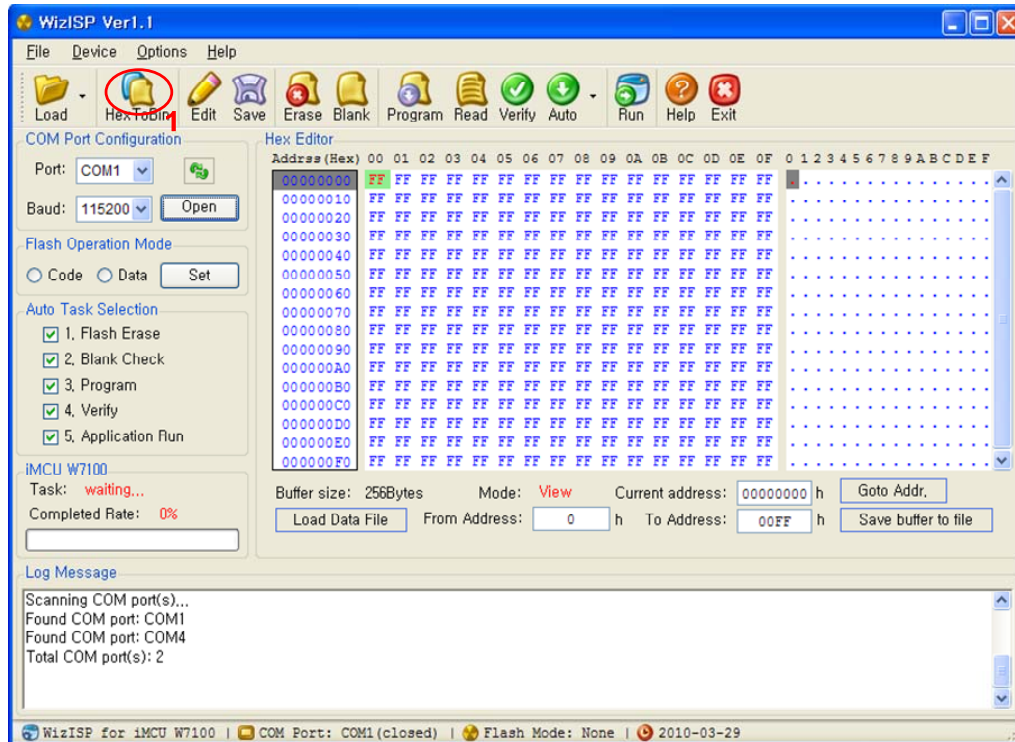 WizISP Ver1.1
File Device Options Help
Load HexToBin Edit Save Erase Blank Program Read Verify Auto Run Help Exit
1
COM Port Configuration
Port: COM1
Baud: 115200 Open
Flash Operation Mode
Code Data Set
Auto Task Selection
1. Flash Erase
2. Blank Check
3. Program
4. Verify
5. Application Run
iMCU W7100
Task: waiting...
Completed Rate: 0%
Hex Editor
Addrss(Hex) 00 01 02 03 04 05 06 07 08 09 0A 0B 0C 0D 0E 0F 0 1 2 3 4 5 6 7 8 9 A B C D E F
00000000 FF FF FF FF FF FF FF FF FF FF FF FF FF FF FF FF ................
00000010 FF FF FF FF FF FF FF FF FF FF FF FF FF FF FF FF ................
00000020 FF FF FF FF FF FF FF FF FF FF FF FF FF FF FF FF ................
00000030 FF FF FF FF FF FF FF FF FF FF FF FF FF FF FF FF ................
00000040 FF FF FF FF FF FF FF FF FF FF FF FF FF FF FF FF ................
00000050 FF FF FF FF FF FF FF FF FF FF FF FF FF FF FF FF ................
00000060 FF FF FF FF FF FF FF FF FF FF FF FF FF FF FF FF ................
00000070 FF FF FF FF FF FF FF FF FF FF FF FF FF FF FF FF ................
00000080 FF FF FF FF FF FF FF FF FF FF FF FF FF FF FF FF ................
00000090 FF FF FF FF FF FF FF FF FF FF FF FF FF FF FF FF ................
000000A0 FF FF FF FF FF FF FF FF FF FF FF FF FF FF FF FF ................
000000B0 FF FF FF FF FF FF FF FF FF FF FF FF FF FF FF FF ................
000000C0 FF FF FF FF FF FF FF FF FF FF FF FF FF FF FF FF ................
000000D0 FF FF FF FF FF FF FF FF FF FF FF FF FF FF FF FF ................
000000E0 FF FF FF FF FF FF FF FF FF FF FF FF FF FF FF FF ................
000000F0 FF FF FF FF FF FF FF FF FF FF FF FF FF FF FF FF ................
Buffer size: 256Bytes Mode: View Current address: 00000000 h Goto Addr.
Load Data File From Address: 0 h To Address: 00FF h Save buffer to file
Log Message
Scanning COM port(s)...
Found COM port: COM1
Found COM port: COM4
Total COM port(s): 2
WizISP for iMCU W7100 | COM Port: COM1(closed) | Flash Mode: None | 2010-03-29